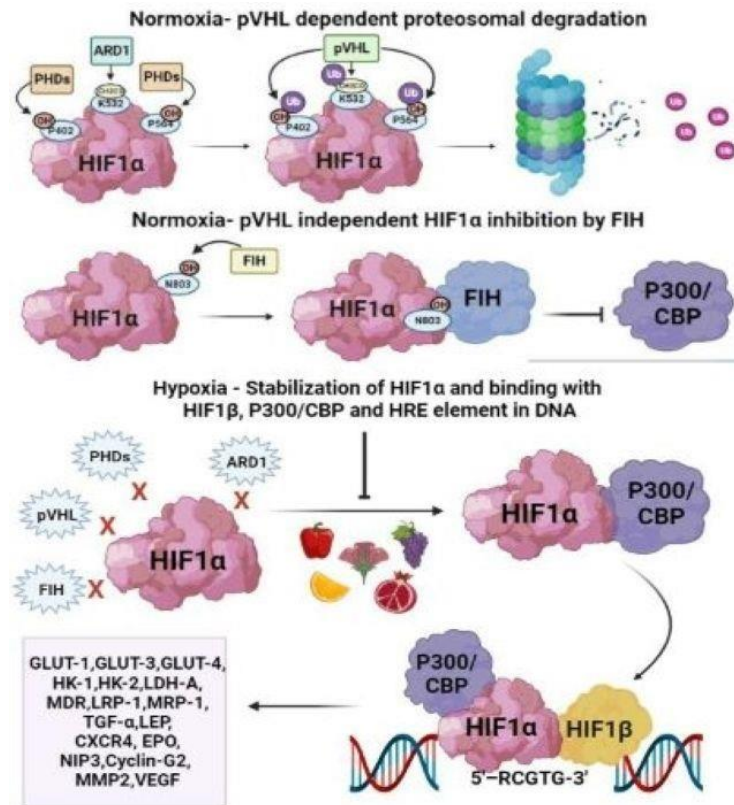 Normoxia- pVHL dependent proteosomal degradation
ARD1
PHDs
PHDs
K532
OH
P402
OH
P564
HIF1α
pVHL
Ub
Ub
Ub
K532
OH
P402
OH
P564
HIF1α
Ub
Ub
Ub
Ub
Normoxia- pVHL independent HIF1α inhibition by FIH
FIH
OH
N803
HIF1α
HIF1α
OH
N803
FIH
P300/
CBP
Hypoxia - Stabilization of HIF1α and binding with
HIF1β, P300/CBP and HRE element in DNA
PHDs
ARD1
X
X
pVHL
X
X
FIH
X
HIF1α
HIF1α
P300/
CBP
GLUT-1,GLUT-3,GLUT-4,
HK-1,HK-2,LDH-A,
MDR,LRP-1,MRP-1,
TGF-α,LEP,
CXCR4, EPO,
NIP3,Cyclin-G2,
MMP2,VEGF
P300/
CBP
HIF1α
HIF1β
5'–RCGTG-3'